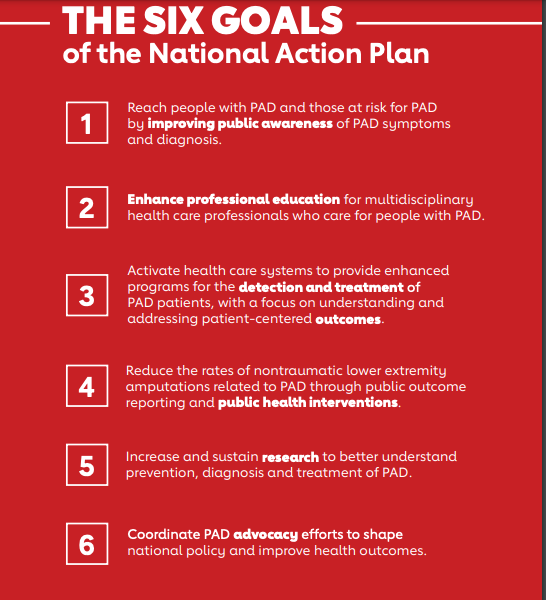 THE SIX GOALS
of the National Action Plan
1
Reach people with PAD and those at risk for PAD
by improving public awareness of PAD symptoms
and diagnosis.
2
Enhance professional education for multidisciplinary
health care professionals who care for people with PAD.
3
Activate health care systems to provide enhanced
programs for the detection and treatment of
PAD patients, with a focus on understanding and
addressing patient-centered outcomes.
4
Reduce the rates of nontraumatic lower extremity
amputations related to PAD through public outcome
reporting and public health interventions.
5
Increase and sustain research to better understand
prevention, diagnosis and treatment of PAD.
6
Coordinate PAD advocacy efforts to shape
national policy and improve health outcomes.